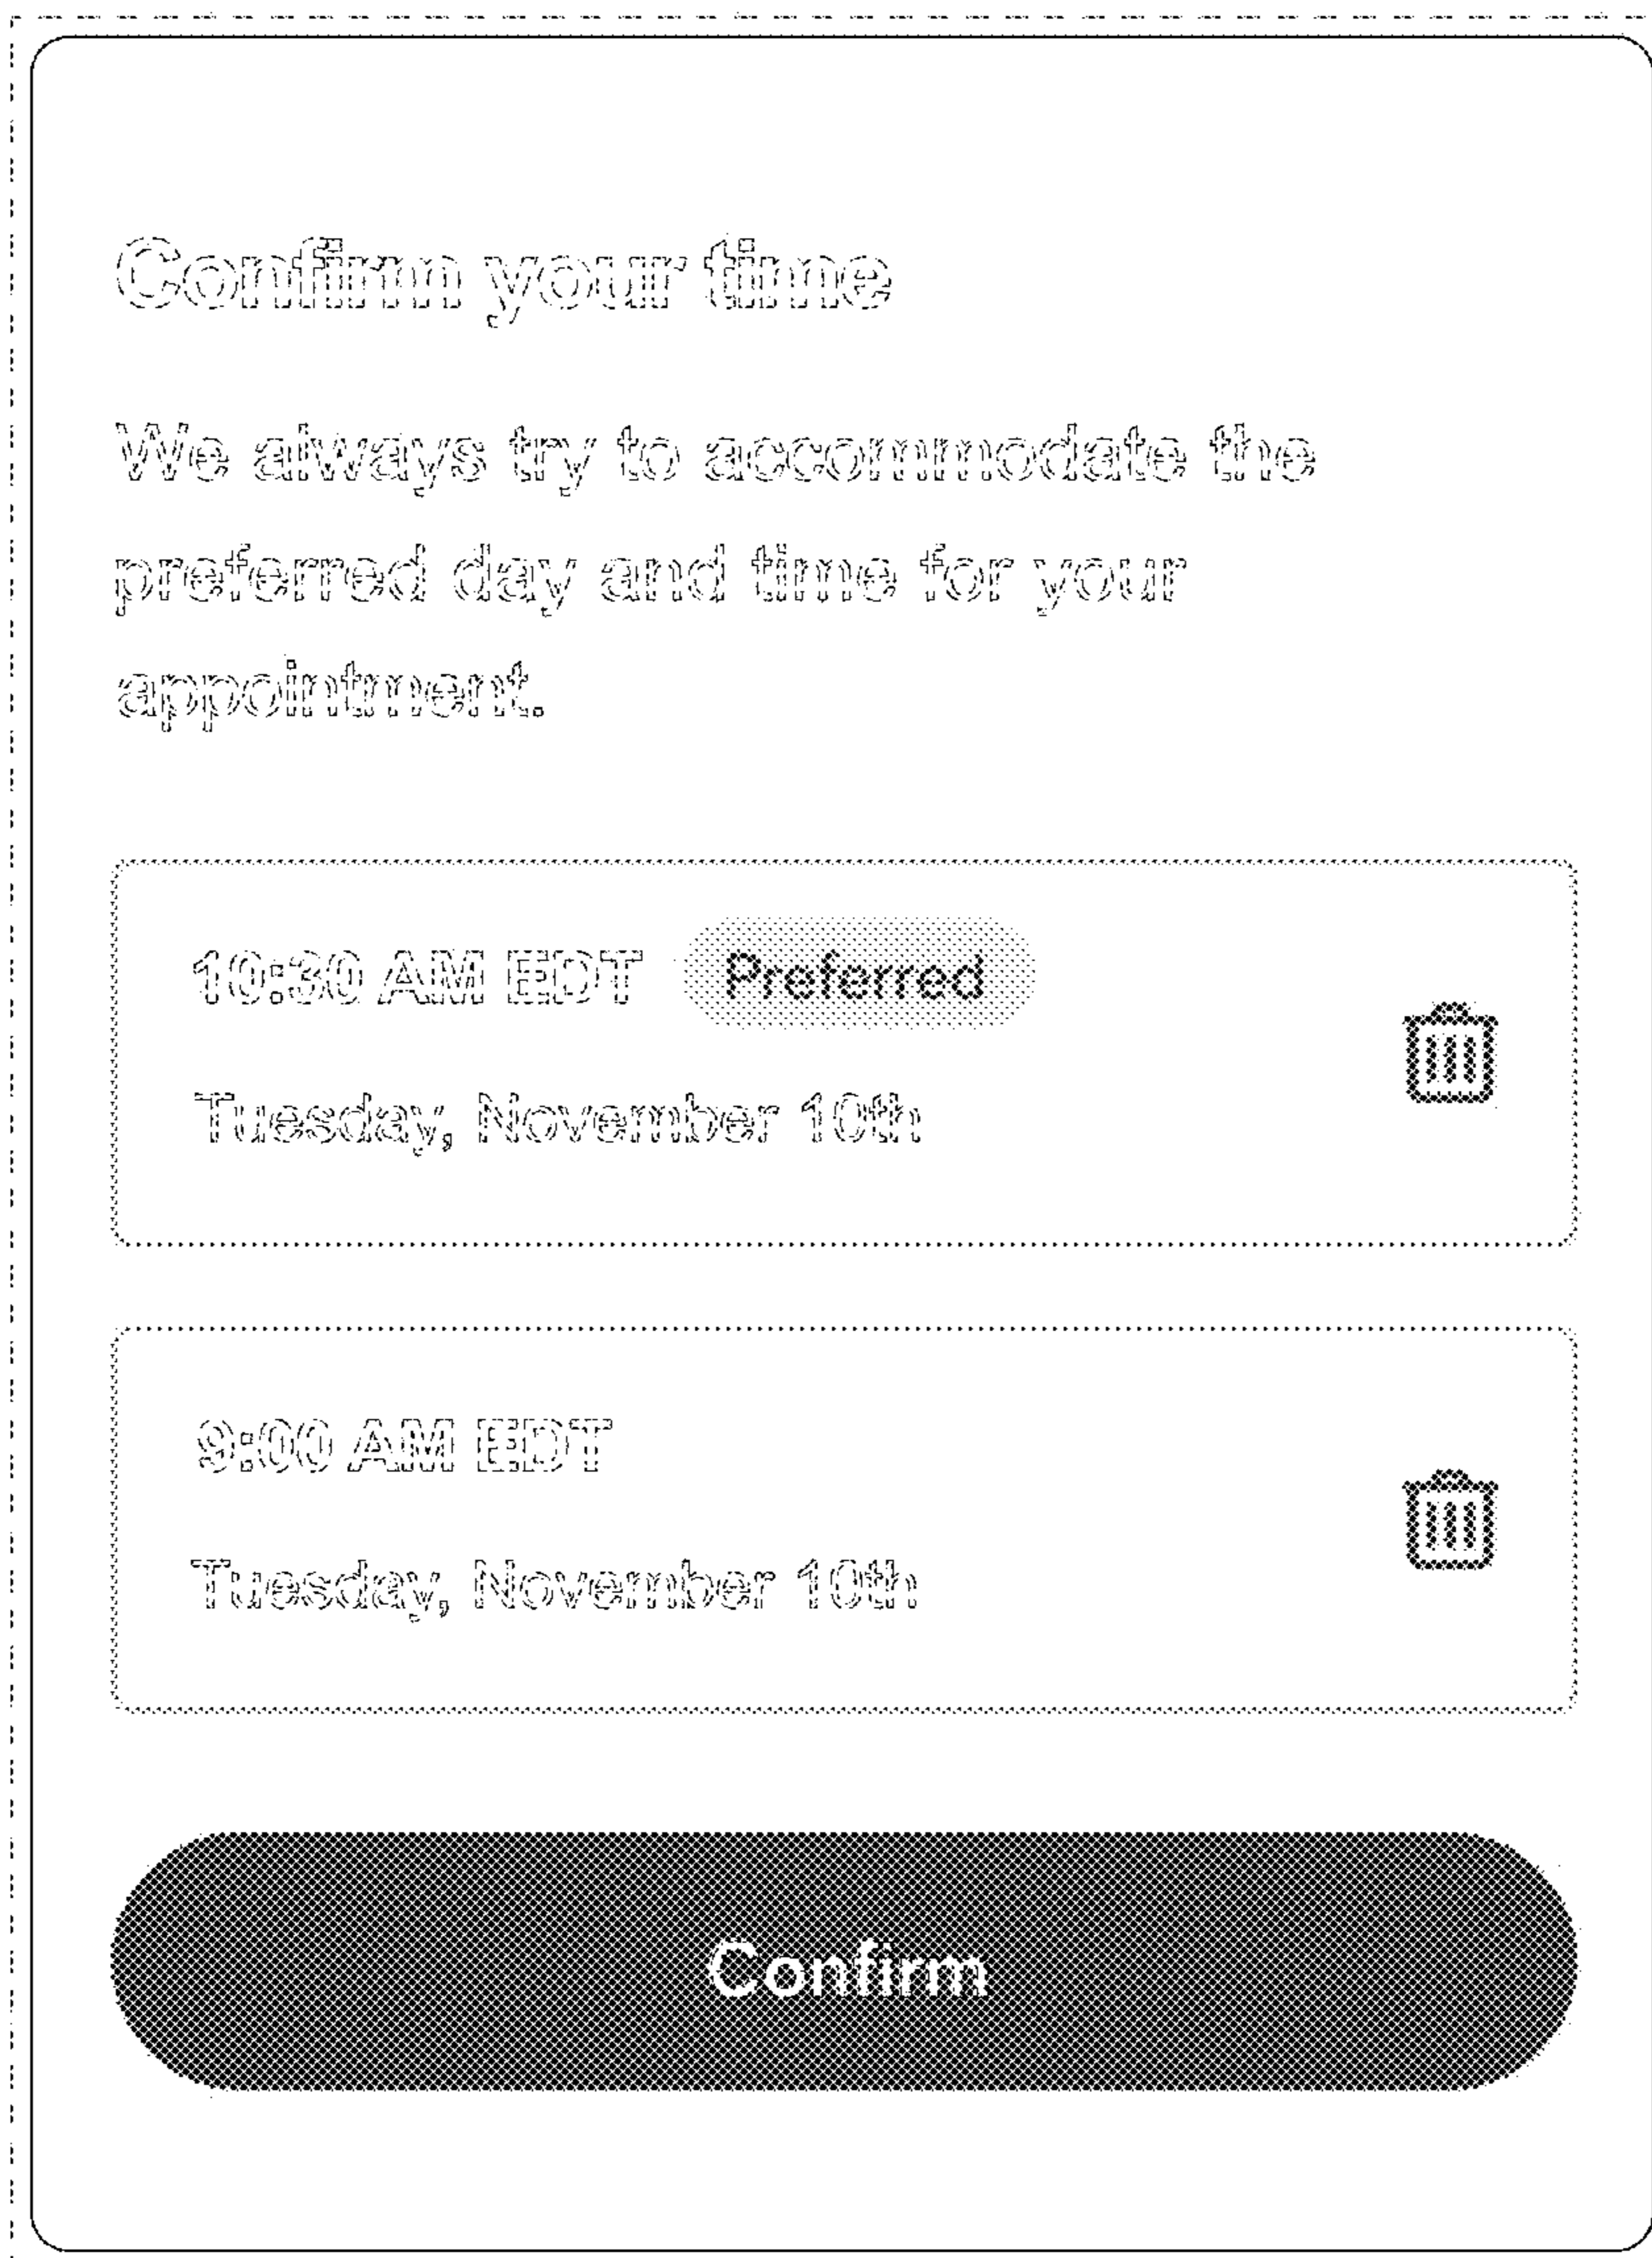 Confirm your time
We always try to accommodate the
preferred day and time for your
appointment.
10:30 AM EDT Preferred
Tuesday, November 10th
9:00 AM EDT
Tuesday, November 10th
Confirm